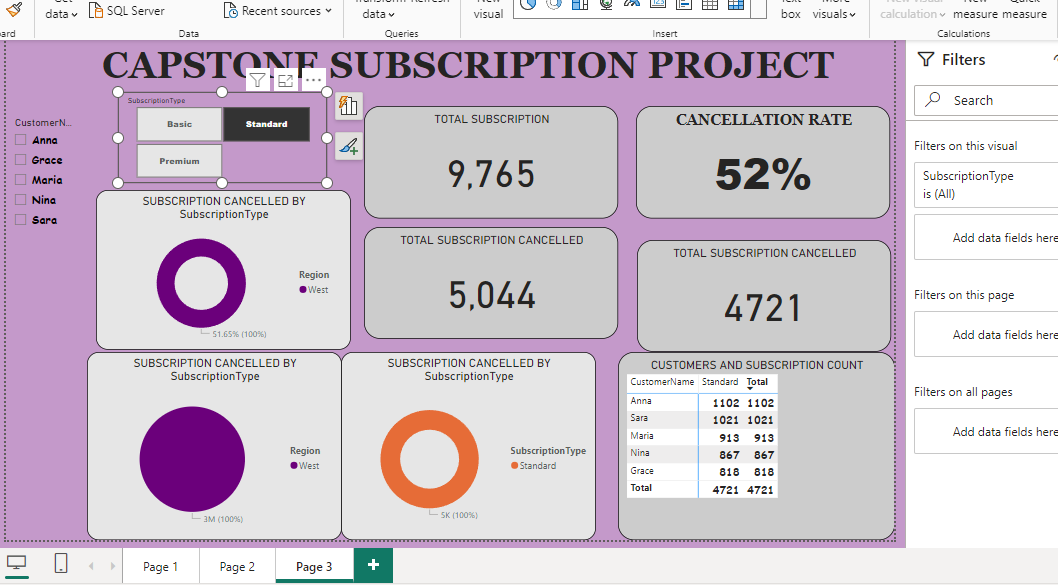 Get
data
SQL Server
Recent sources
Transform Refresh
data
New
visual
Text
box
More
visuals
New visual
calculation
New
measure
Quick
measure
Data
Queries
Insert
Calculations
CAPSTONE SUBSCRIPTION PROJECT
CustomerN...
Anna
Grace
Maria
Nina
Sara
SubscriptionType
Basic
Standard
Premium
TOTAL SUBSCRIPTION
9,765
CANCELLATION RATE
52%
SUBSCRIPTION CANCELLED BY
SubscriptionType
Region
West
51.65% (100%)
TOTAL SUBSCRIPTION CANCELLED
5,044
TOTAL SUBSCRIPTION CANCELLED
4721
SUBSCRIPTION CANCELLED BY
SubscriptionType
Region
West
3M (100%)
SUBSCRIPTION CANCELLED BY
SubscriptionType
SubscriptionType
Standard
5K (100%)
CUSTOMERS AND SUBSCRIPTION COUNT
CustomerName Standard Total
Anna 1102 1102
Sara 1021 1021
Maria 913 913
Nina 867 867
Grace 818 818
Total 4721 4721
Filters
Search
Filters on this visual
SubscriptionType
is (All)
Add data fields here
Filters on this page
Add data fields here
Filters on all pages
Add data fields here
Page 1
Page 2
Page 3
+